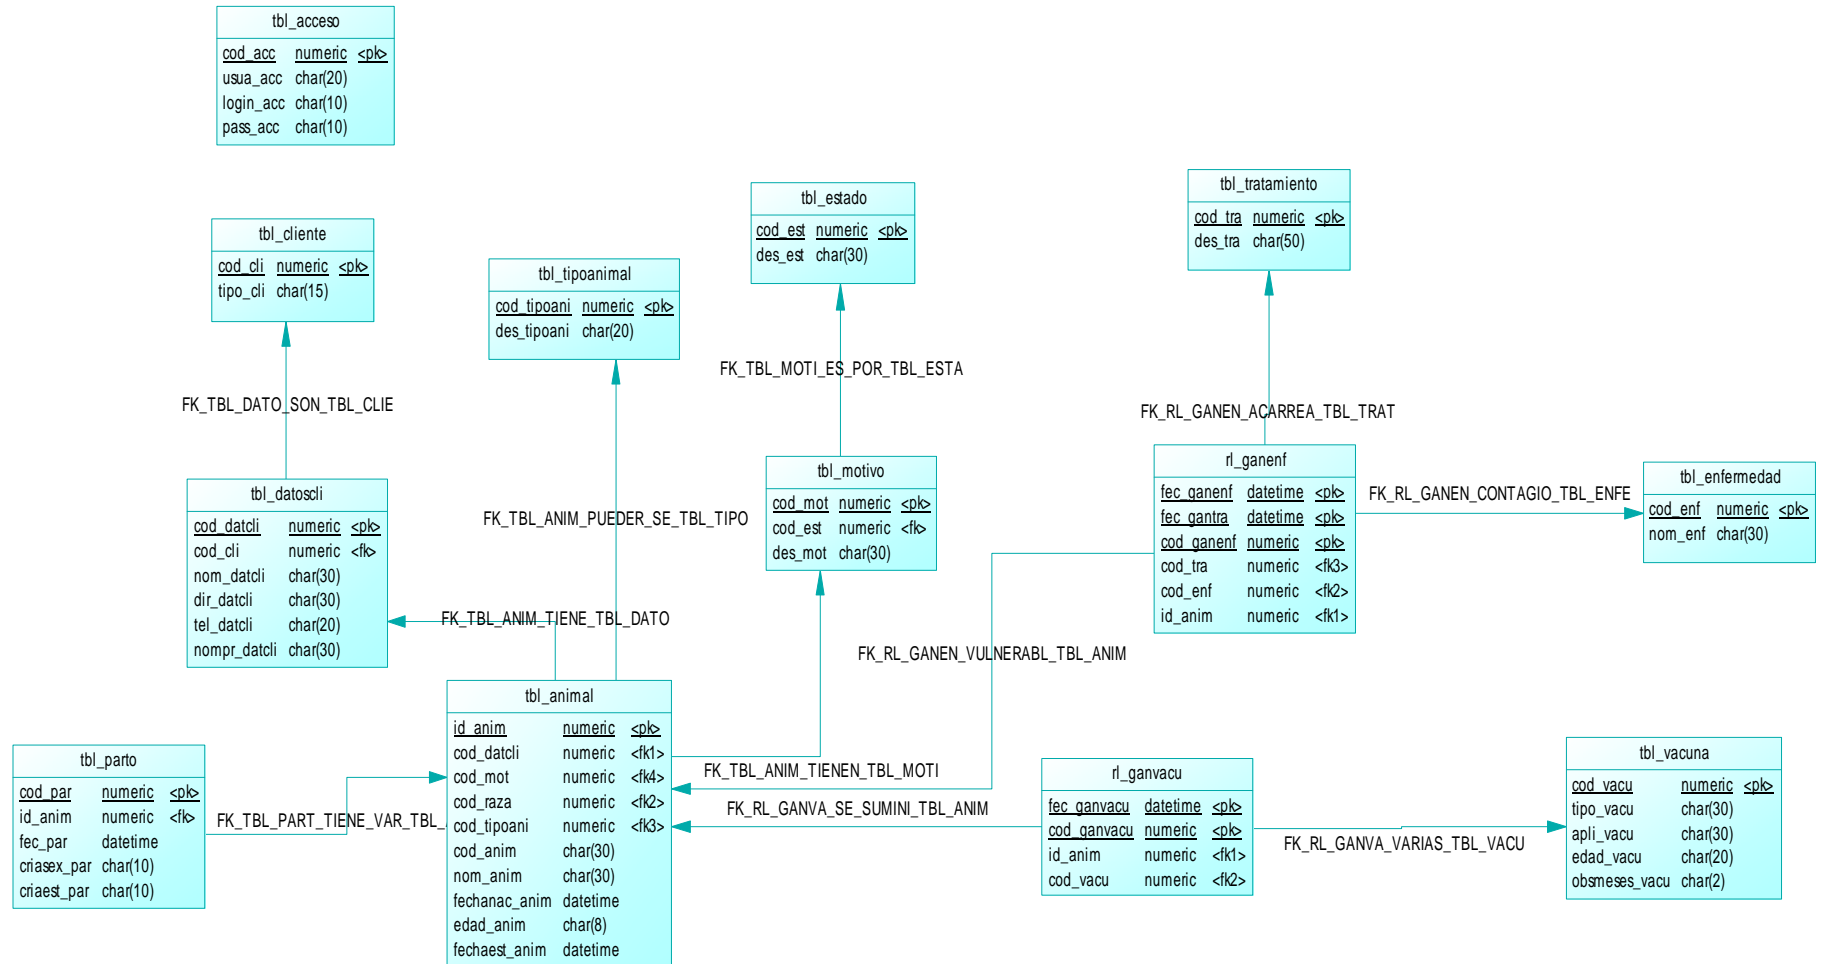 tbl_acceso
cod_acc numeric <pk>
usua_acc char(20)
login_acc char(10)
pass_acc char(10)
tbl_cliente
cod_cli numeric <pk>
tipo_cli char(15)
tbl_tipoanimal
cod_tipoani numeric <pk>
des_tipoani char(20)
tbl_estado
cod_est numeric <pk>
des_est char(30)
tbl_tratamiento
cod_tra numeric <pk>
des_tra char(50)
FK_TBL_DATO_SON_TBL_CLIE
FK_TBL_MOTI_ES_POR_TBL_ESTA
FK_RL_GANEN_ACARREA_TBL_TRAT
tbl_datoscli
cod_datcli numeric <pk>
cod_cli numeric <fk>
nom_datcli char(30)
dir_datcli char(30)
tel_datcli char(20)
nompr_datcli char(30)
FK_TBL_ANIM_PUEDER_SE_TBL_TIPO
tbl_motivo
cod_mot numeric <pk>
cod_est numeric <fk>
des_mot char(30)
rl_ganenf
fec_ganenf datetime <pk>
fec_gantra datetime <pk>
cod_ganenf numeric <pk>
cod_tra numeric <fk3>
cod_enf numeric <fk2>
id_anim numeric <fk1>
FK_RL_GANEN_CONTAGIO_TBL_ENFE
tbl_enfermedad
cod_enf numeric <pk>
nom_enf char(30)
FK_TBL_ANIM_TIENE_TBL_DATO
FK_RL_GANEN_VULNERABL_TBL_ANIM
tbl_parto
cod_par numeric <pk>
id_anim numeric <fk>
fec_par datetime
criasex_par char(10)
criaest_par char(10)
FK_TBL_PART_TIENE_VAR_TBL_
tbl_animal
id_anim numeric <pk>
cod_datcli numeric <fk1>
cod_mot numeric <fk4>
cod_raza numeric <fk2>
cod_tipoani numeric <fk3>
cod_anim char(30)
nom_anim char(30)
fechanac_anim datetime
edad_anim char(8)
fechaest_anim datetime
FK_TBL_ANIM_TIENEN_TBL_MOTI
FK_RL_GANVA_SE_SUMINI_TBL_ANIM
rl_ganvacu
fec_ganvacu datetime <pk>
cod_ganvacu numeric <pk>
id_anim numeric <fk1>
cod_vacu numeric <fk2>
FK_RL_GANVA_VARIAS_TBL_VACU
tbl_vacuna
cod_vacu numeric <pk>
tipo_vacu char(30)
apli_vacu char(30)
edad_vacu char(20)
obsmeses_vacu char(2)